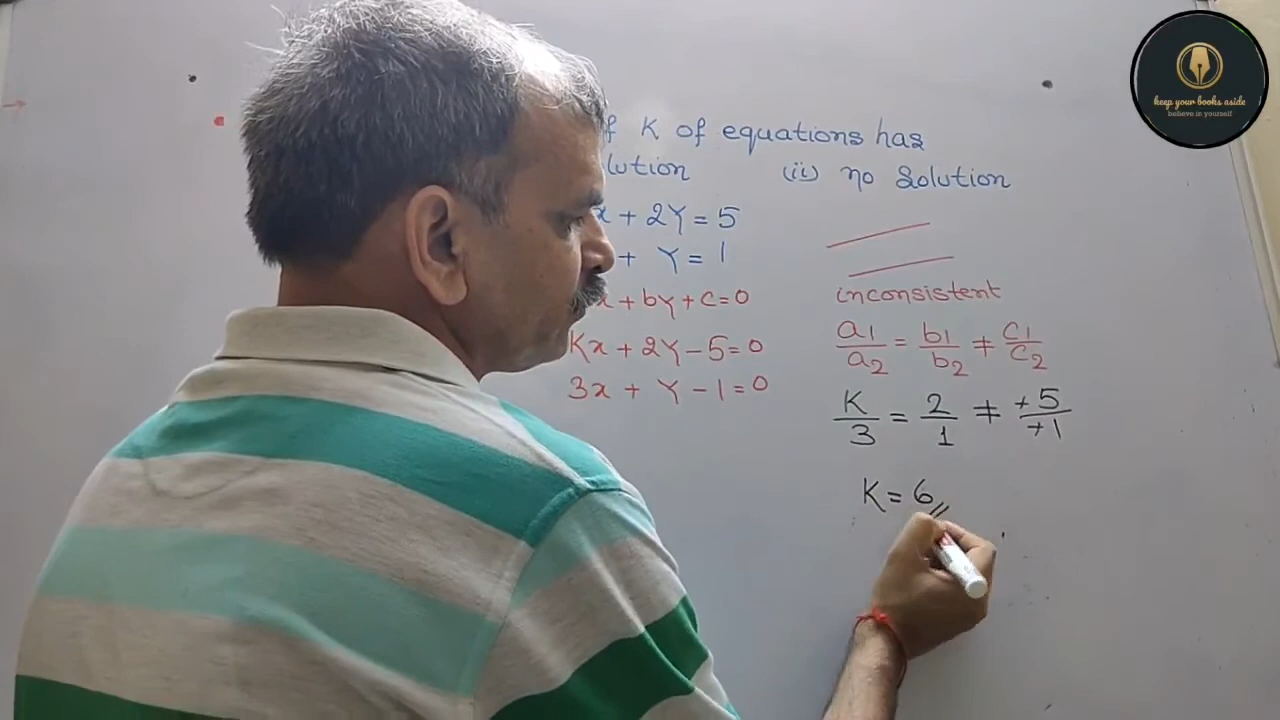 keep your books aside
believe in yourself
K of equations has
lution (ii) no solution
x + 2Y = 5
+ Y = 1
x + bY + c = 0
Kx + 2Y - 5 = 0
3x + Y - 1 = 0
inconsistent
a1/a2 = b1/b2 ≠ c1/c2
K/3 = 2/1 ≠ +5/+1
K = 6